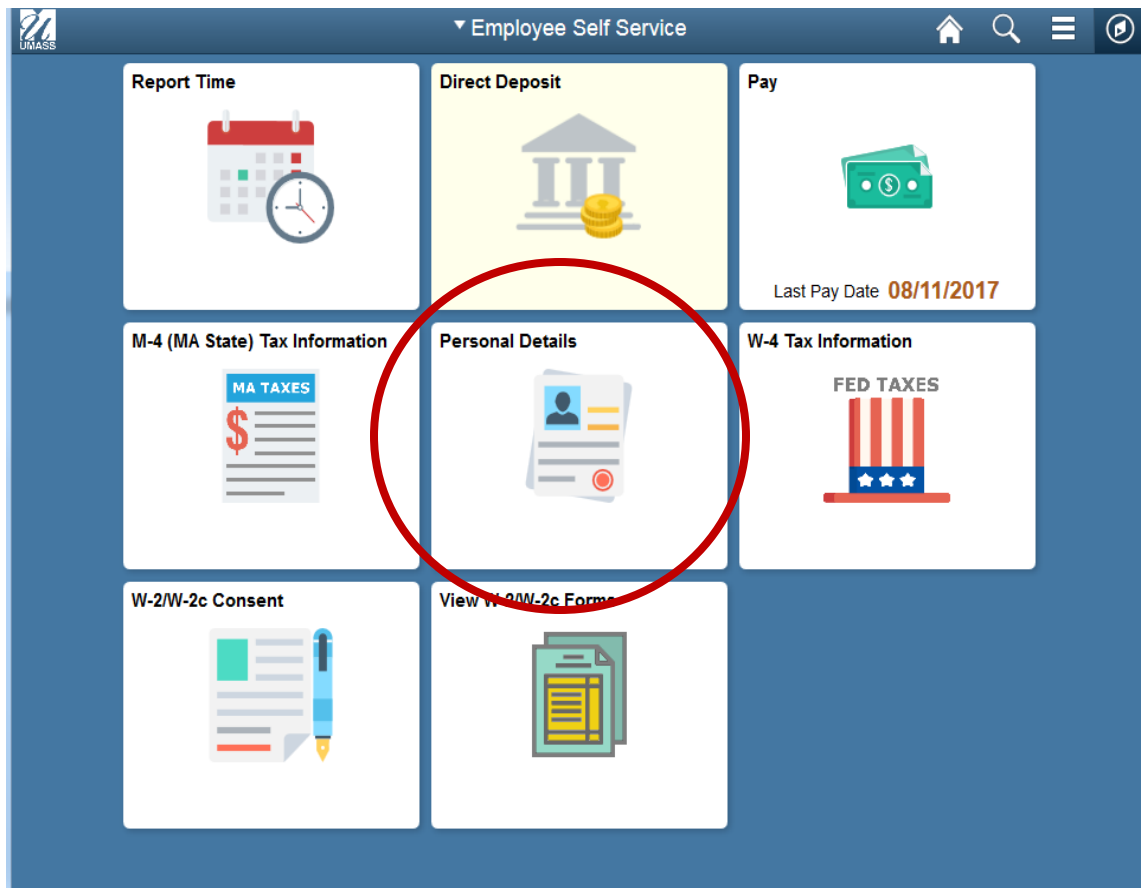 UMASS
Employee Self Service
Report Time
Direct Deposit
Pay
$
Last Pay Date 08/11/2017
M-4 (MA State) Tax Information
Personal Details
W-4 Tax Information
MA TAXES
$
FED TAXES
W-2/W-2c Consent
View W-2/W-2c Forms